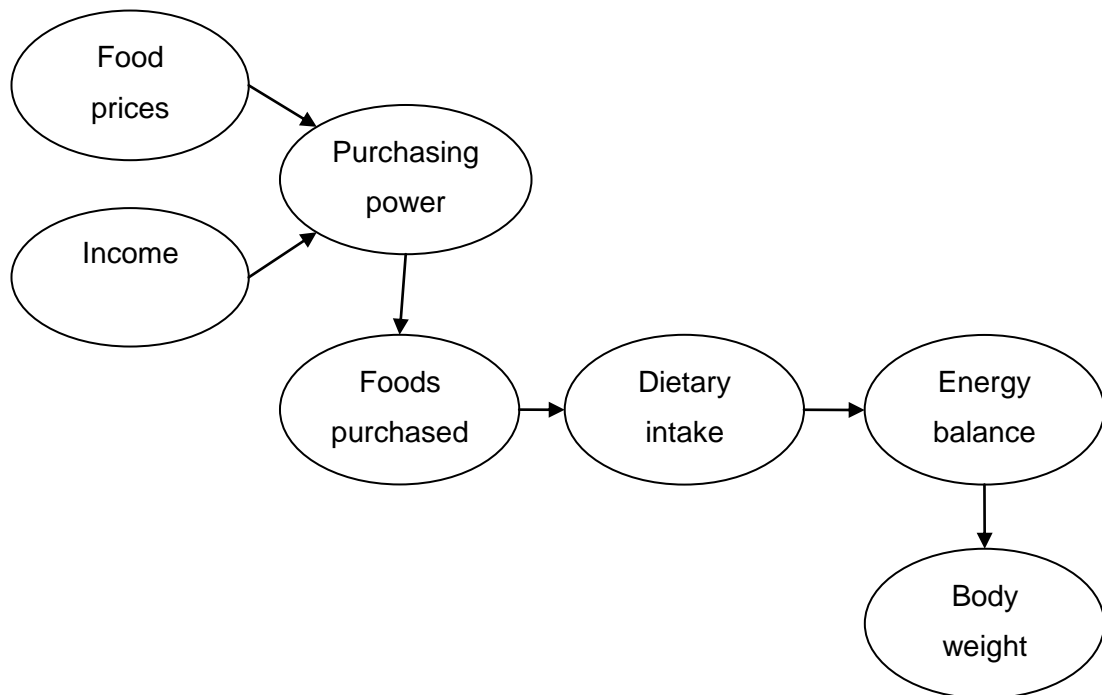 Food
prices
Purchasing
power
Income
Foods
purchased
Dietary
intake
Energy
balance
Body
weight